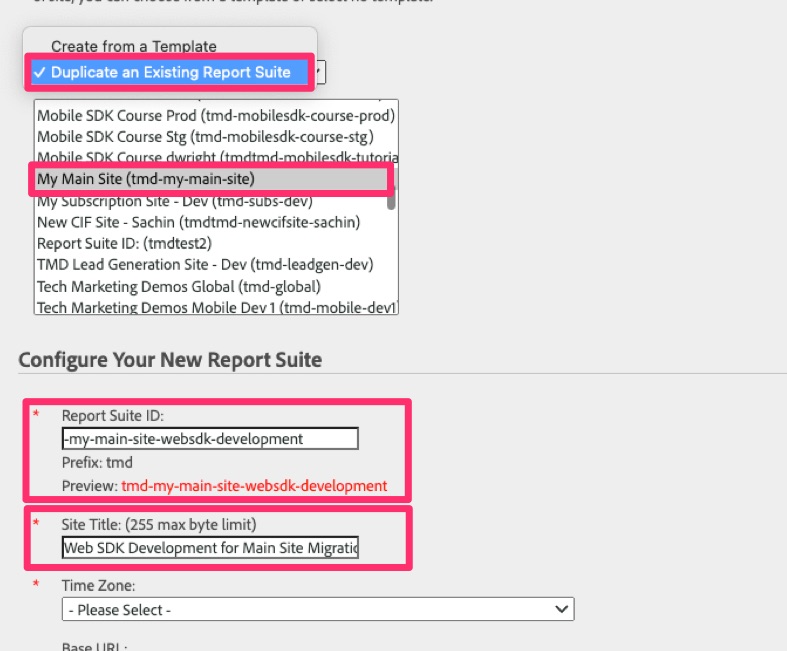 Create from a Template
✓ Duplicate an Existing Report Suite
Mobile SDK Course Prod (tmd-mobilesdk-course-prod)
Mobile SDK Course Stg (tmd-mobilesdk-course-stg)
Mobile SDK Course dwright (tmdtmd-mobilesdk-tutoria
My Main Site (tmd-my-main-site)
My Subscription Site - Dev (tmd-subs-dev)
New CIF Site - Sachin (tmdtmd-newcifsite-sachin)
Report Suite ID: (tmdtest2)
TMD Lead Generation Site - Dev (tmd-leadgen-dev)
Tech Marketing Demos Global (tmd-global)
Tech Marketing Demos Mobile Dev 1 (tmd-mobile-dev1)
Configure Your New Report Suite
* Report Suite ID:
-my-main-site-websdk-development
Prefix: tmd
Preview: tmd-my-main-site-websdk-development
* Site Title: (255 max byte limit)
Web SDK Development for Main Site Migratio
* Time Zone:
- Please Select -
Base URL: